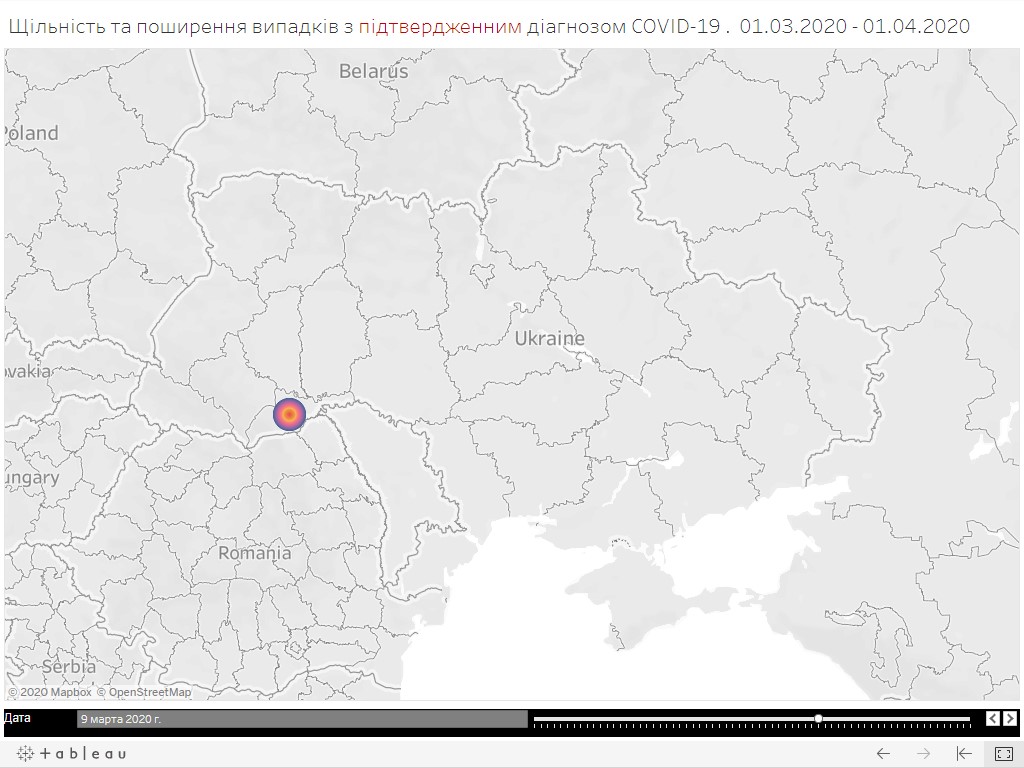 Щільність та поширення випадків з підтвердженним діагнозом COVID-19 . 01.03.2020 - 01.04.2020
Belarus
Poland
Ukraine
ovakia
ungary
Romania
Serbia
© 2020 Mapbox © OpenStreetMap
Дата
9 марта 2020 г.
+ableau